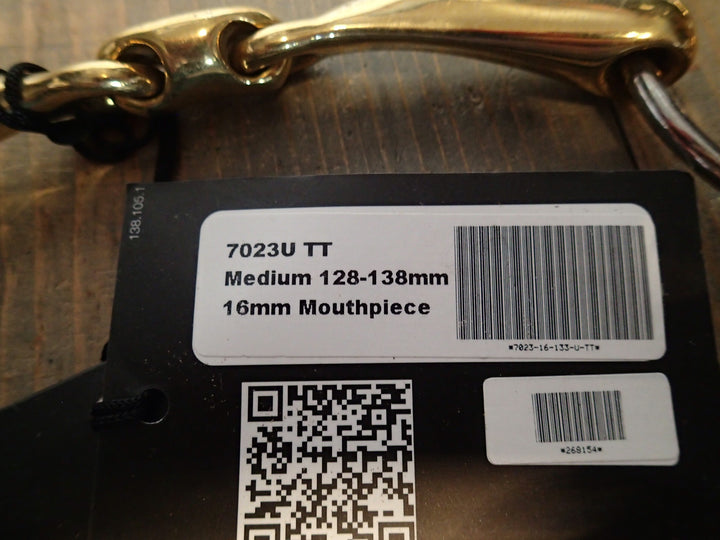 138.105.1
7023U TT
Medium 128-138mm
16mm Mouthpiece
*7023-16-133-U-TT*
*268154*